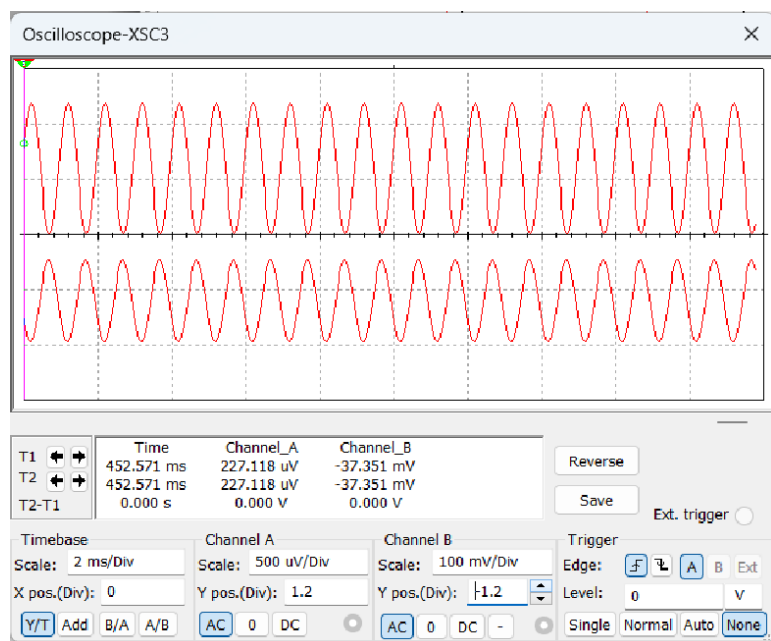 Oscilloscope-XSC3
Time Channel_A Channel_B
T1 452.571 ms 227.118 uV -37.351 mV
T2 452.571 ms 227.118 uV -37.351 mV
T2-T1 0.000 s 0.000 V 0.000 V
Reverse
Save
Ext. trigger
Timebase Channel A Channel B Trigger
Scale: 2 ms/Div Scale: 500 uV/Div Scale: 100 mV/Div Edge: A B Ext
X pos.(Div): 0 Y pos.(Div): 1.2 Y pos.(Div): -1.2 Level: 0 V
Y/T Add B/A A/B AC 0 DC AC 0 DC - Single Normal Auto None